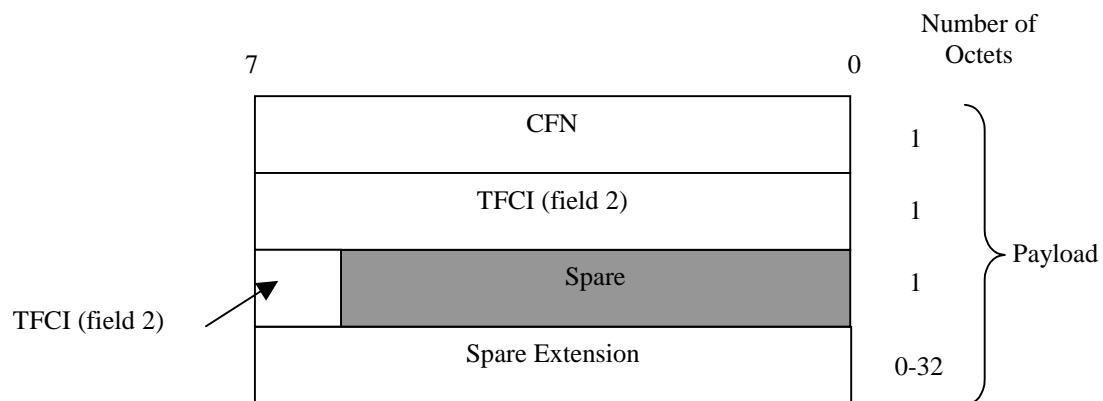 Number of
Octets
7
0
CFN
1
TFCI (field 2)
1
Payload
Spare
1
TFCI (field 2)
Spare Extension
0-32